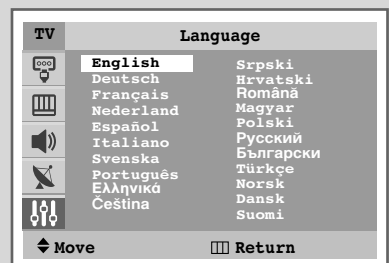 TV
Language
English
Deutsch
Français
Nederland
Español
Italiano
Svenska
Português
Ελληνικά
Čeština
Srpski
Hrvatski
Română
Magyar
Polski
Русский
Български
Türkçe
Norsk
Dansk
Suomi
Move
Return